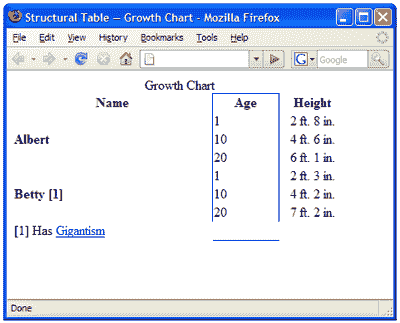 Structural Table — Growth Chart - Mozilla Firefox
File Edit View History Bookmarks Tools Help
G Google
Growth Chart
Name Age Height
1 2 ft. 8 in.
Albert 10 4 ft. 6 in.
20 6 ft. 1 in.
1 2 ft. 3 in.
Betty [1] 10 4 ft. 2 in.
20 7 ft. 2 in.
[1] Has Gigantism
Done